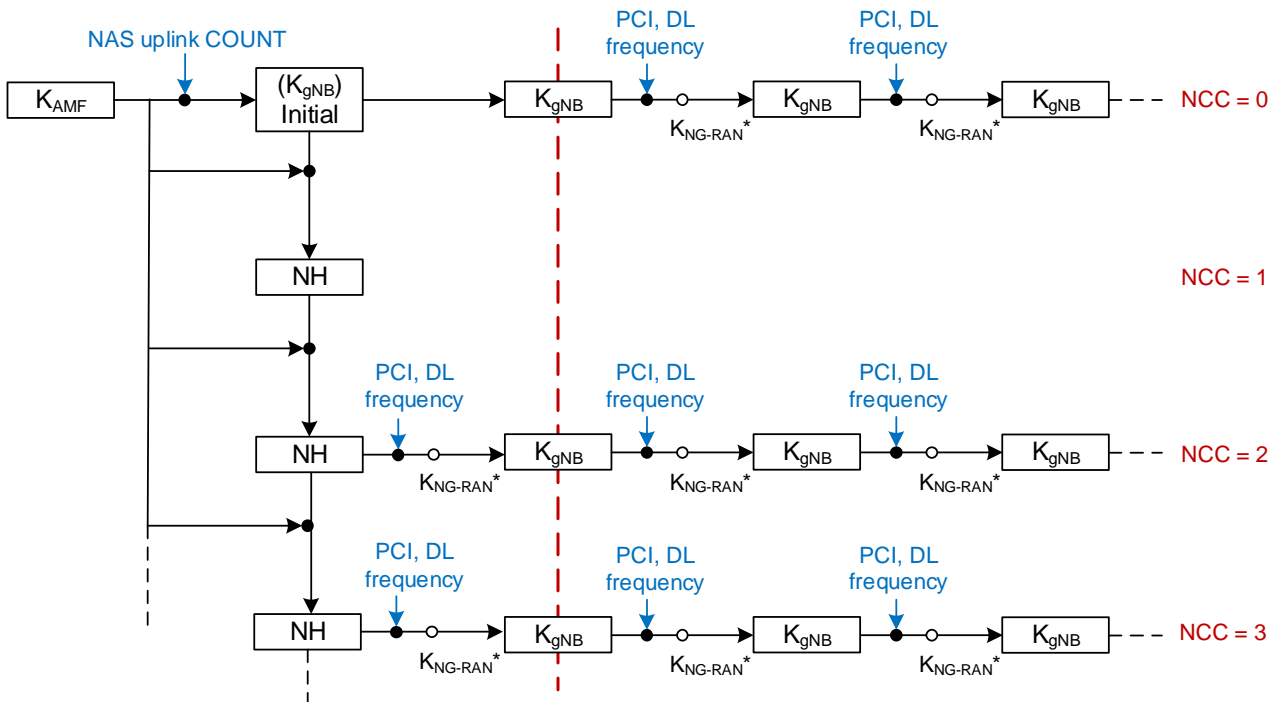 NAS uplink COUNT
PCI, DL
frequency
PCI, DL
frequency
K_AMF
(K_gNB)
Initial
K_gNB
K_gNB
K_gNB
NCC = 0
K_NG-RAN*
K_NG-RAN*
NH
NCC = 1
PCI, DL
frequency
PCI, DL
frequency
PCI, DL
frequency
NH
K_gNB
K_gNB
K_gNB
NCC = 2
K_NG-RAN*
K_NG-RAN*
K_NG-RAN*
PCI, DL
frequency
PCI, DL
frequency
PCI, DL
frequency
NH
K_gNB
K_gNB
K_gNB
NCC = 3
K_NG-RAN*
K_NG-RAN*
K_NG-RAN*